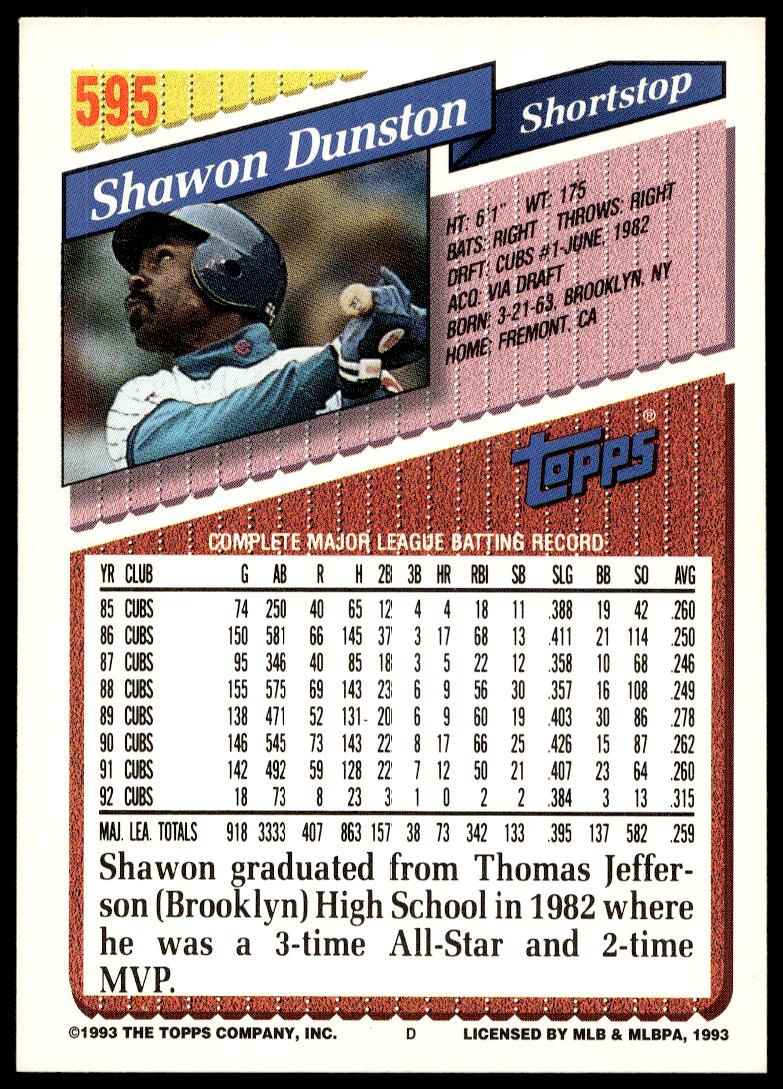 595
Shawon Dunston
Shortstop
HT: 6'1" WT: 175
BATS: RIGHT THROWS: RIGHT
DRFT: CUBS #1-JUNE, 1982
ACQ: VIA DRAFT
BORN: 3-21-63, BROOKLYN, NY
HOME: FREMONT, CA
Topps®
COMPLETE MAJOR LEAGUE BATTING RECORD
YR CLUB G AB R H 2B 3B HR RBI SB SLG BB SO AVG
85 CUBS 74 250 40 65 12 4 4 18 11 .388 19 42 .260
86 CUBS 150 581 66 145 37 3 17 68 13 .411 21 114 .250
87 CUBS 95 346 40 85 18 3 5 22 12 .358 10 68 .246
88 CUBS 155 575 69 143 23 6 9 56 30 .357 16 108 .249
89 CUBS 138 471 52 131 20 6 9 60 19 .403 30 86 .278
90 CUBS 146 545 73 143 22 8 17 66 25 .426 15 87 .262
91 CUBS 142 492 59 128 22 7 12 50 21 .407 23 64 .260
92 CUBS 18 73 8 23 3 1 0 2 2 .384 3 13 .315
MAJ. LEA. TOTALS 918 3333 407 863 157 38 73 342 133 .395 137 582 .259
Shawon graduated from Thomas Jeffer-
son (Brooklyn) High School in 1982 where
he was a 3-time All-Star and 2-time
MVP.
©1993 THE TOPPS COMPANY, INC. D LICENSED BY MLB & MLBPA, 1993